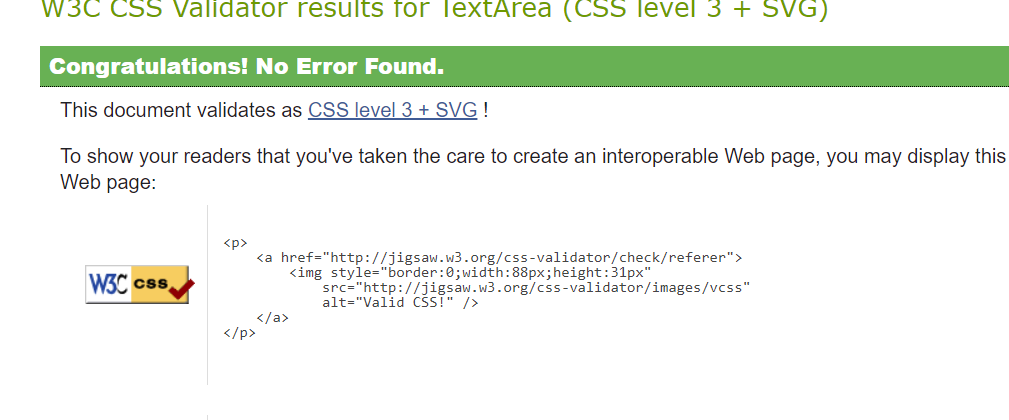 W3C CSS Validator results for TextArea (CSS level 3 + SVG)
Congratulations! No Error Found.
This document validates as CSS level 3 + SVG !
To show your readers that you've taken the care to create an interoperable Web page, you may display this
Web page:
W3C css
<p>
    <a href="http://jigsaw.w3.org/css-validator/check/referer">
        <img style="border:0;width:88px;height:31px"
            src="http://jigsaw.w3.org/css-validator/images/vcss"
            alt="Valid CSS!" />
    </a>
</p>